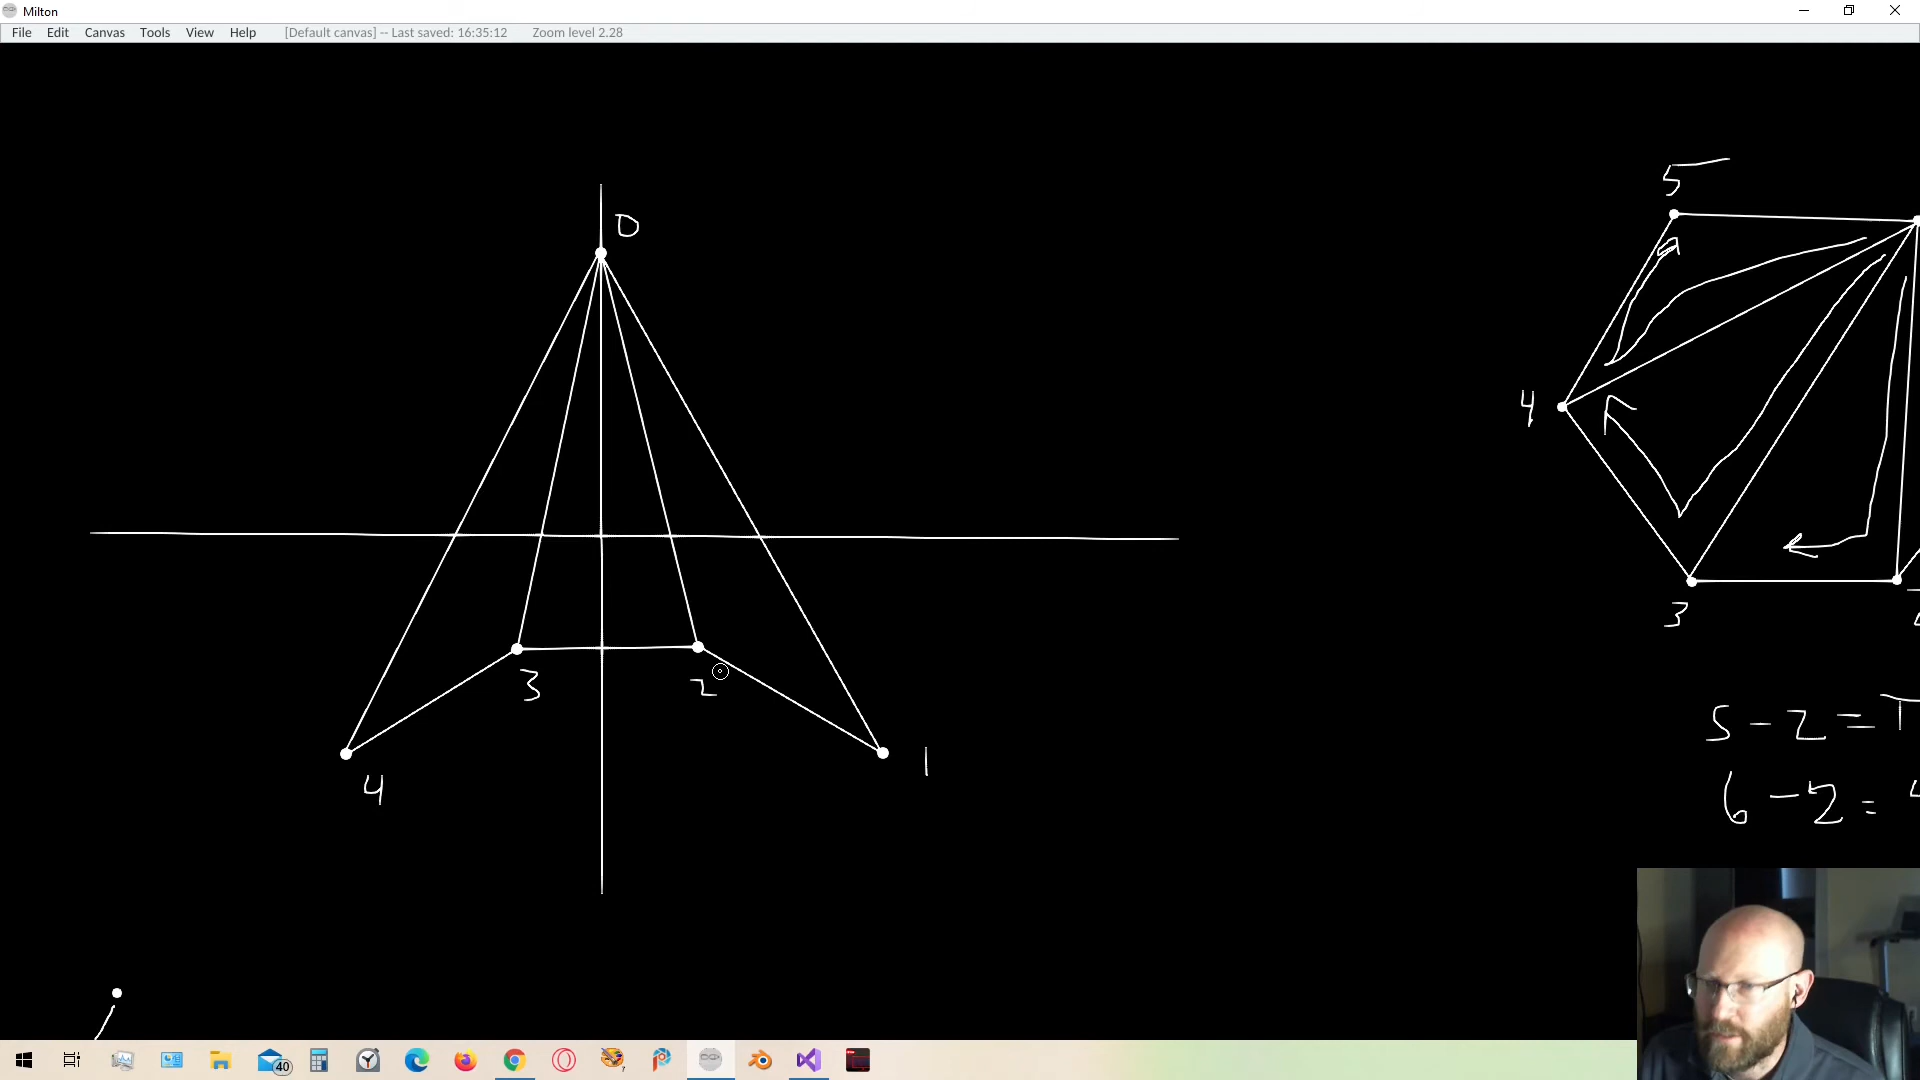 Milton
File Edit Canvas Tools View Help [Default canvas] -- Last saved: 16:35:12 Zoom level 2.28
0
5
4
3
3
2
4
1
5 - 2 =
6 - 2 =
40